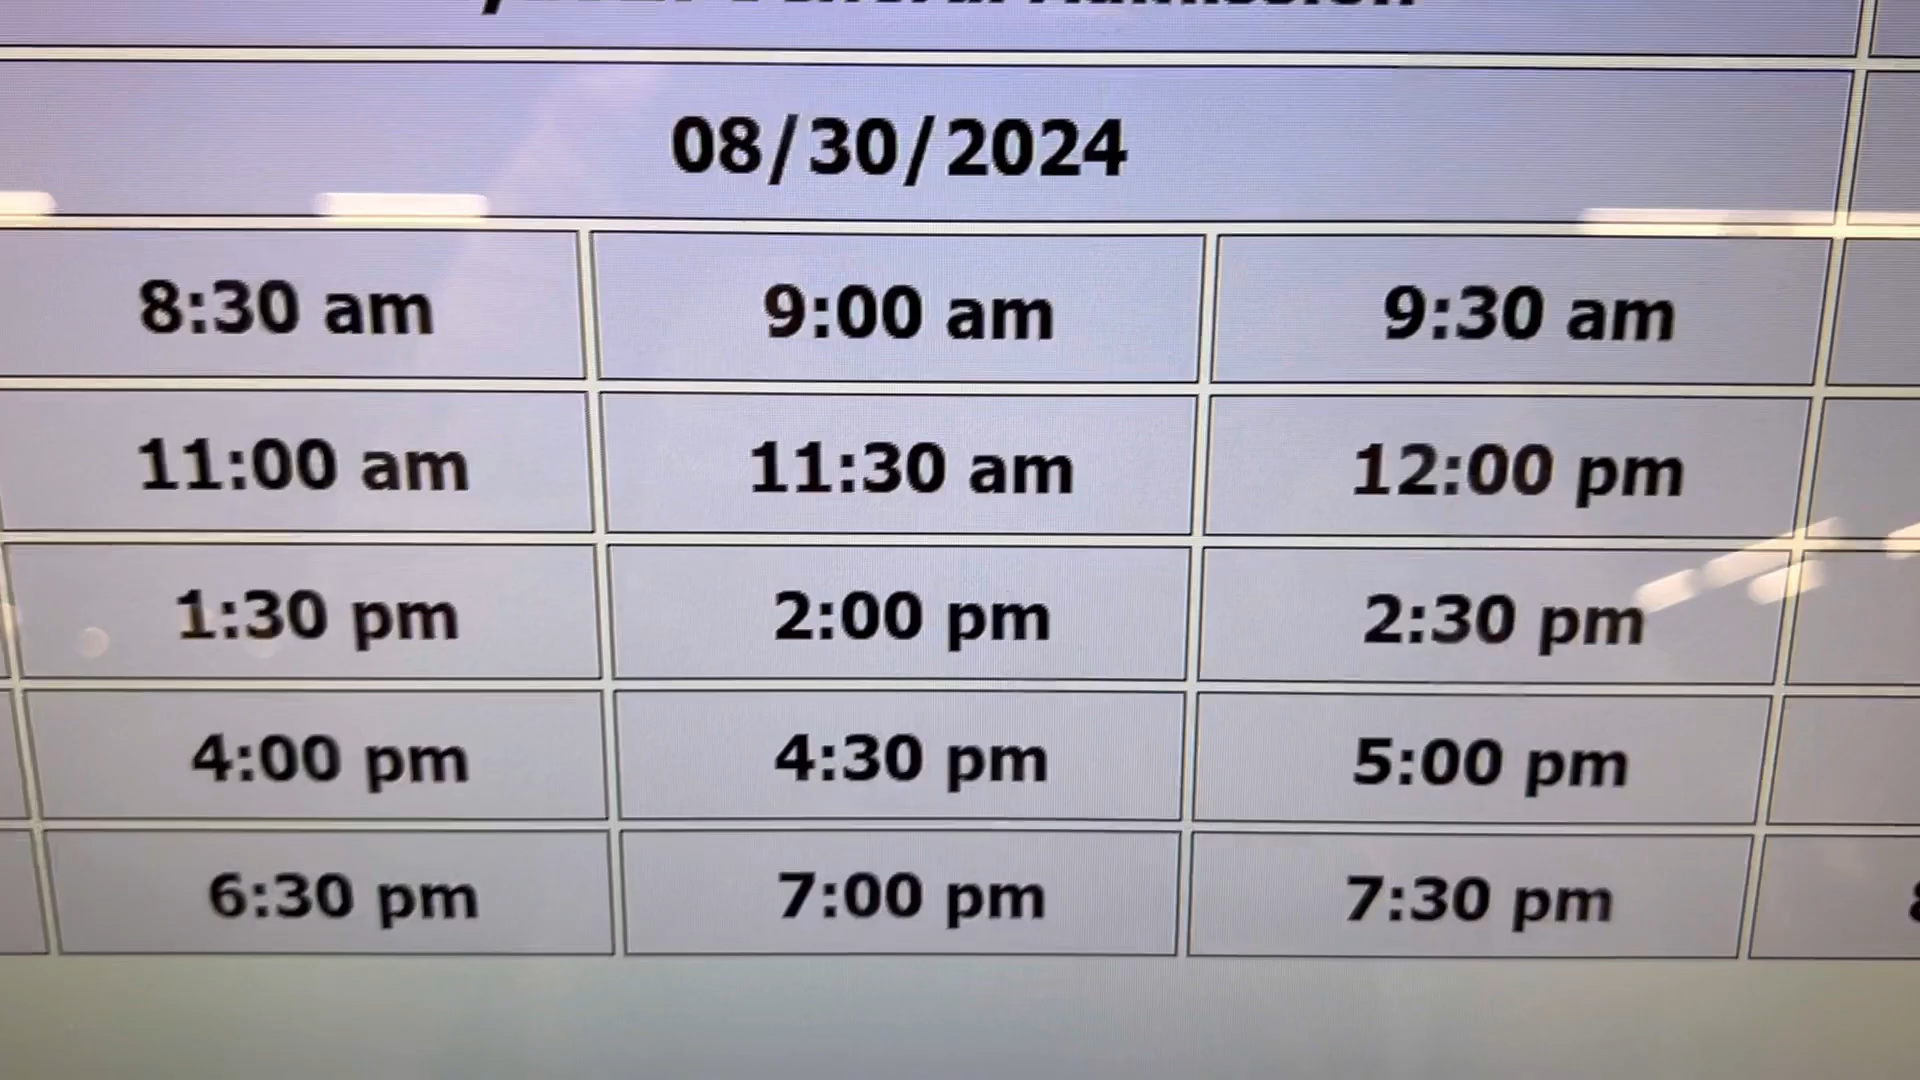 08/30/2024
8:30 am 9:00 am 9:30 am
11:00 am 11:30 am 12:00 pm
1:30 pm 2:00 pm 2:30 pm
4:00 pm 4:30 pm 5:00 pm
6:30 pm 7:00 pm 7:30 pm